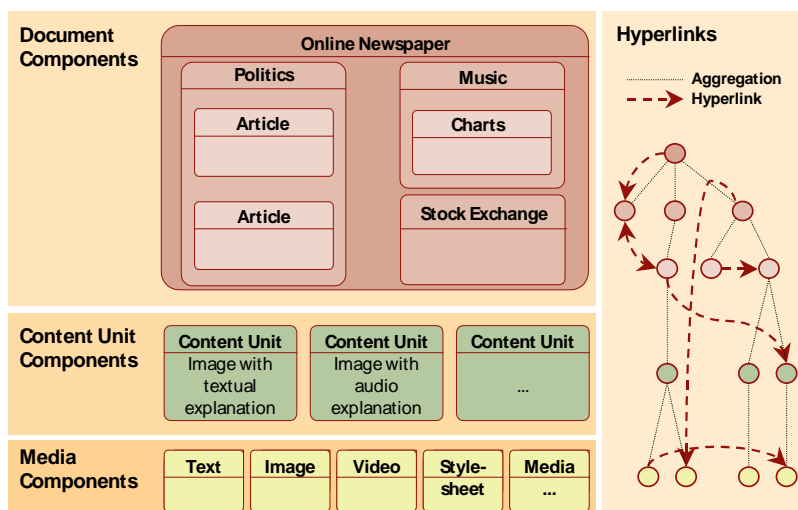 Document
Components
Online Newspaper
Politics
Music
Article
Charts
Article
Stock Exchange
Content Unit
Components
Content Unit
Image with
textual
explanation
Content Unit
Image with
audio
explanation
Content Unit
...
Media
Components
Text
Image
Video
Style-
sheet
Media
...
Hyperlinks
Aggregation
Hyperlink